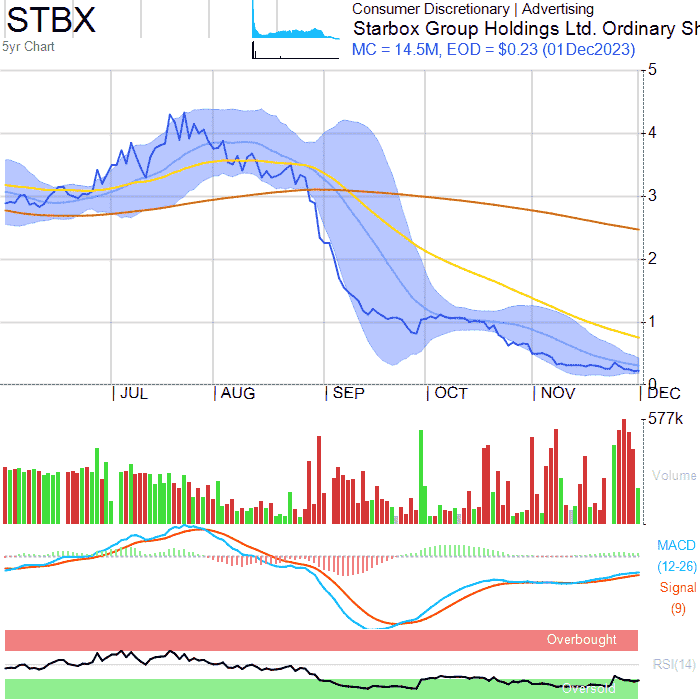 STBX
5yr Chart
Consumer Discretionary | Advertising
Starbox Group Holdings Ltd. Ordinary Sh
MC = 14.5M, EOD = $0.23 (01Dec2023)
5
4
3
2
1
0
JUL AUG SEP OCT NOV DEC
577k
Volume
MACD
(12-26)
Signal
(9)
Overbought
RSI(14)
Oversold